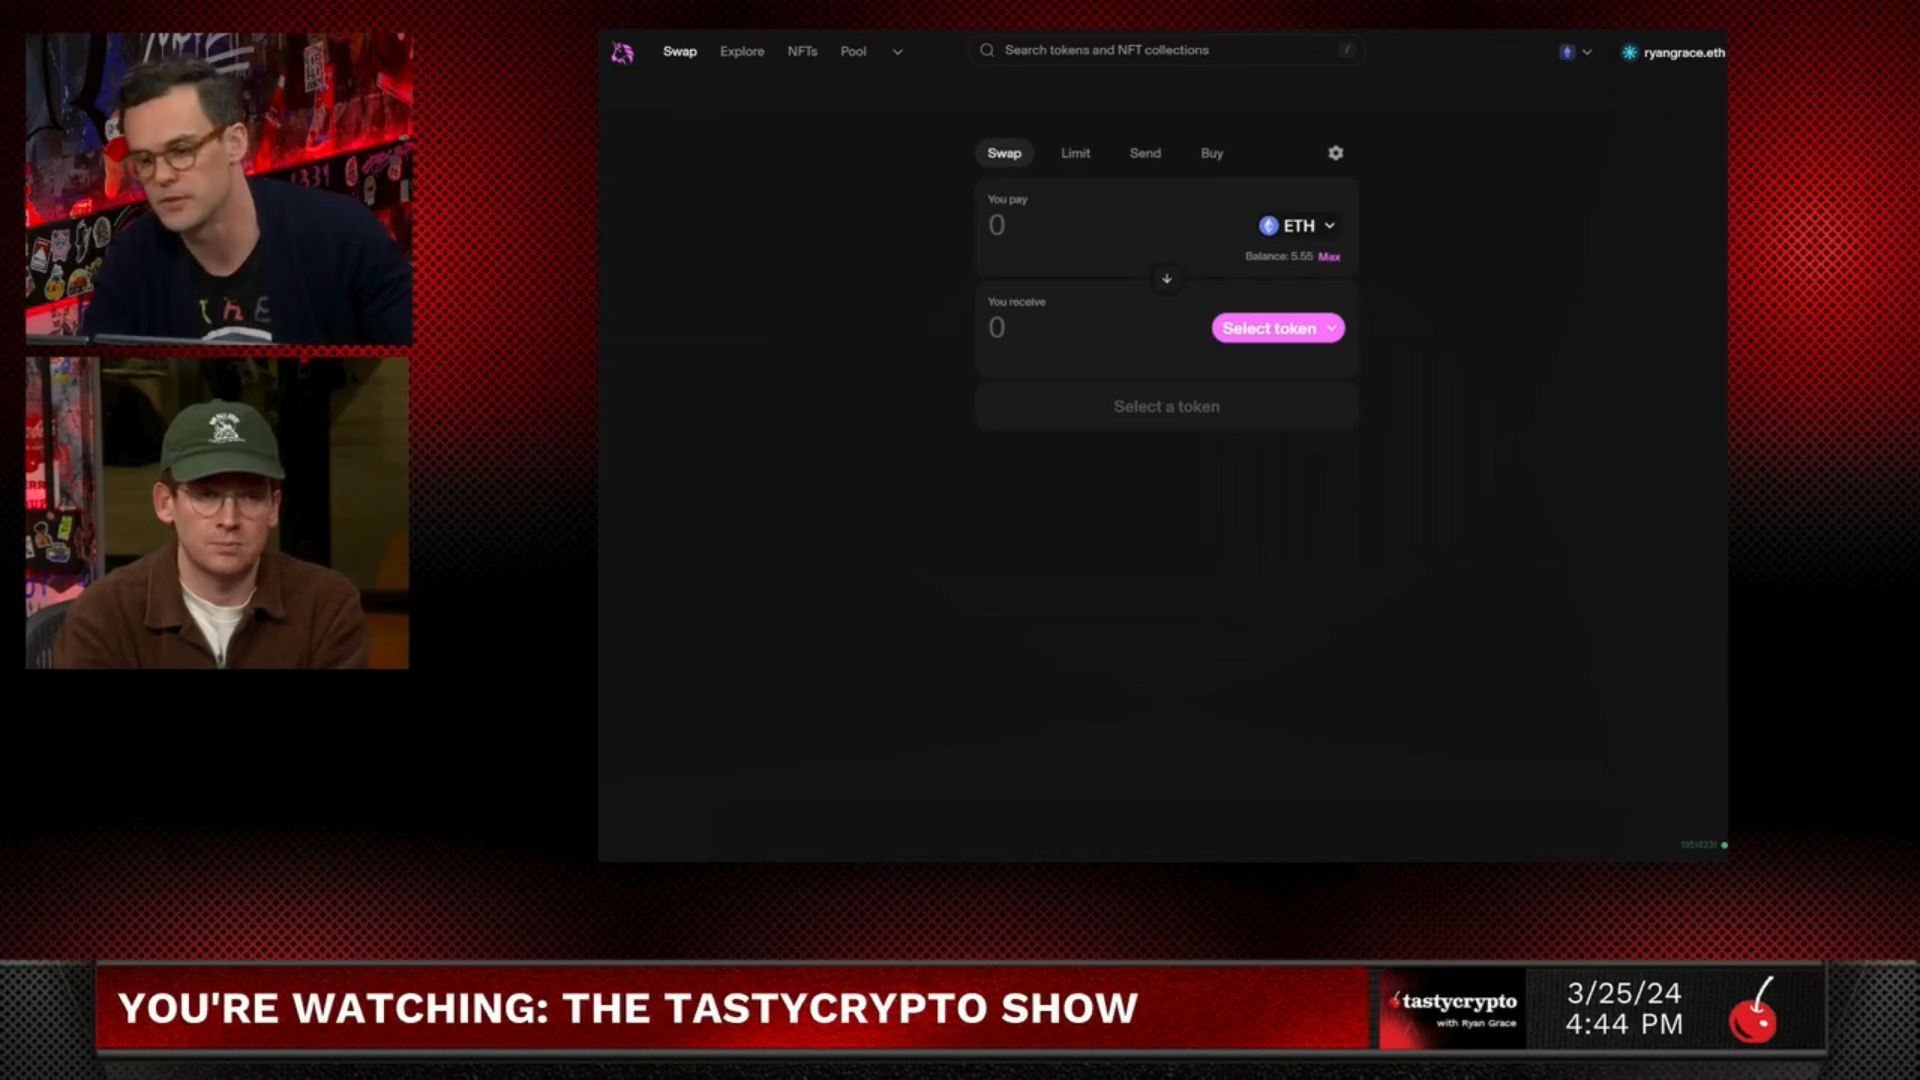 Swap Explore NFTs Pool
Search tokens and NFT collections /
ryangrace.eth
Swap Limit Send Buy
You pay
0
ETH
Balance: 5.55 Max
You receive
0
Select token
Select a token
1331
THE
YOU'RE WATCHING: THE TASTYCRYPTO SHOW
tastycrypto
with Ryan Grace
3/25/24
4:44 PM